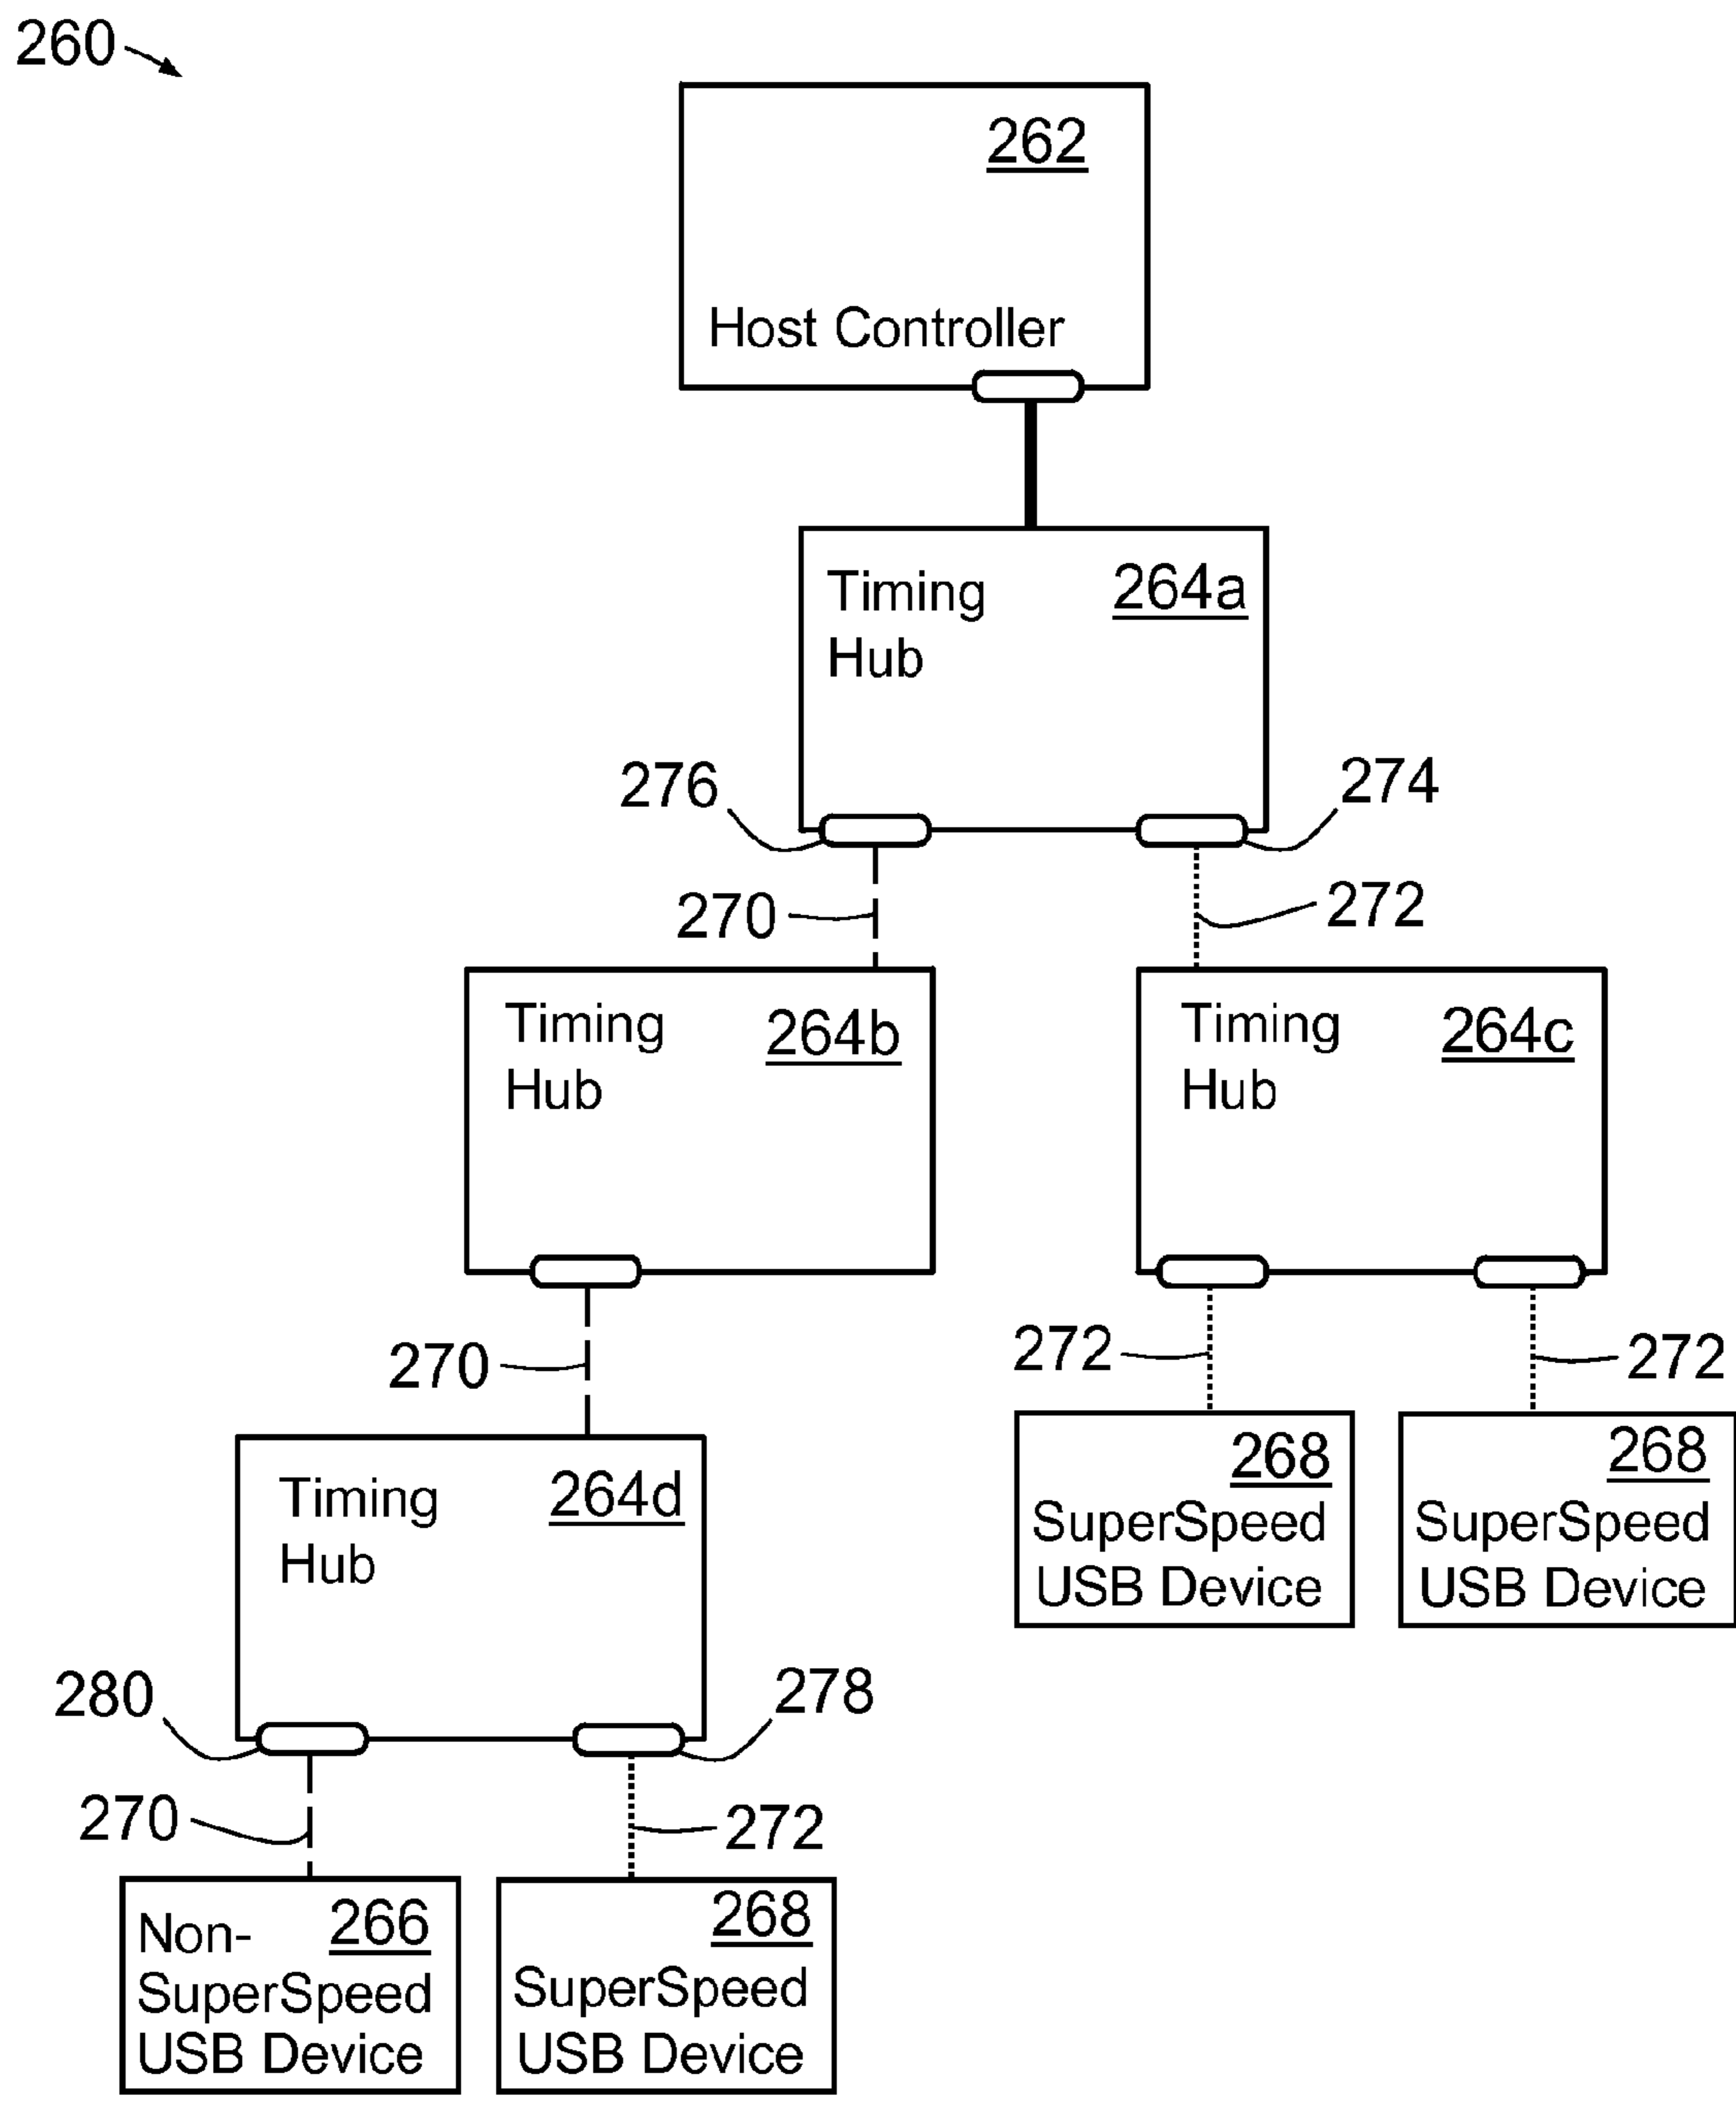 260
262
Host Controller
Timing
Hub
264a
276
274
270
272
Timing
Hub
264b
Timing
Hub
264c
270
272
272
Timing
Hub
264d
268
SuperSpeed
USB Device
268
SuperSpeed
USB Device
280
278
270
272
Non-
SuperSpeed
USB Device
266
268
SuperSpeed
USB Device